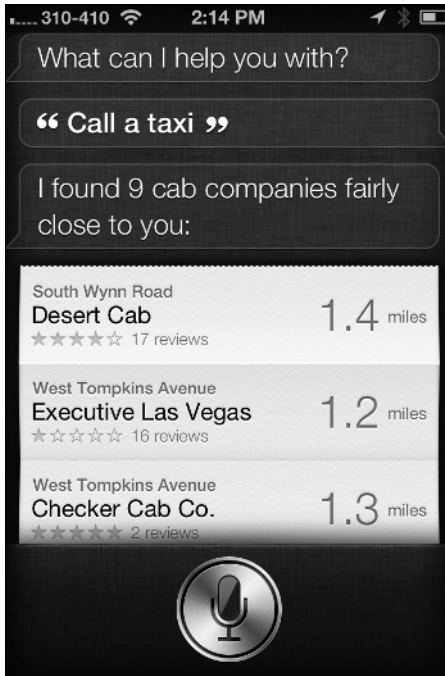 310-410 2:14 PM
What can I help you with?
“ Call a taxi ”
I found 9 cab companies fairly
close to you:
South Wynn Road
Desert Cab 1.4 miles
17 reviews
West Tompkins Avenue
Executive Las Vegas 1.2 miles
16 reviews
West Tompkins Avenue
Checker Cab Co. 1.3 miles
2 reviews